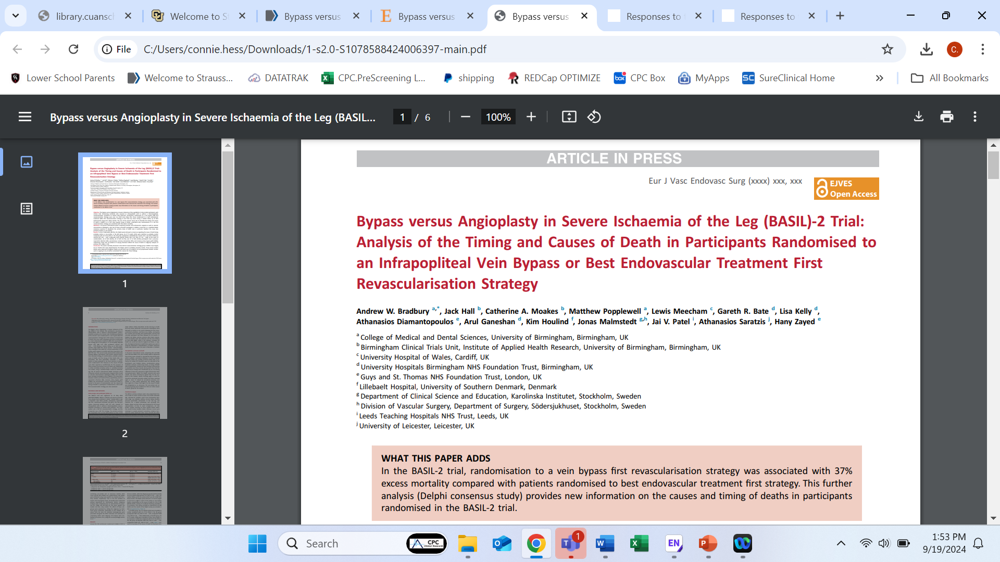 library.cuansc
Welcome to S
Bypass versus
Bypass versus
Bypass versus
Responses to
Responses to
File
C:/Users/connie.hess/Downloads/1-s2.0-S1078588424006397-main.pdf
C.
Lower School Parents
Welcome to Strauss...
DATATRAK
CPC.PreScreening L...
shipping
REDCap OPTIMIZE
box
CPC Box
MyApps
SC
SureClinical Home
All Bookmarks
Bypass versus Angioplasty in Severe Ischaemia of the Leg (BASIL...
1 / 6
100%
1
2
ARTICLE IN PRESS
Eur J Vasc Endovasc Surg (xxxx) xxx, xxx
EJVES
Open Access
Bypass versus Angioplasty in Severe Ischaemia of the Leg (BASIL)-2 Trial:
Analysis of the Timing and Causes of Death in Participants Randomised to
an Infrapopliteal Vein Bypass or Best Endovascular Treatment First
Revascularisation Strategy
Andrew W. Bradbury a,*, Jack Hall b, Catherine A. Moakes b, Matthew Popplewell a, Lewis Meecham c, Gareth R. Bate d, Lisa Kelly d,
Athanasios Diamantopoulos e, Arul Ganeshan d, Kim Houlind f, Jonas Malmstedt g,h, Jai V. Patel i, Athanasios Saratzis j, Hany Zayed e
a College of Medical and Dental Sciences, University of Birmingham, Birmingham, UK
b Birmingham Clinical Trials Unit, Institute of Applied Health Research, University of Birmingham, Birmingham, UK
c University Hospital of Wales, Cardiff, UK
d University Hospitals Birmingham NHS Foundation Trust, Birmingham, UK
e Guys and St. Thomas NHS Foundation Trust, London, UK
f Lillebaelt Hospital, University of Southern Denmark, Denmark
g Department of Clinical Science and Education, Karolinska Institutet, Stockholm, Sweden
h Division of Vascular Surgery, Department of Surgery, Södersjukhuset, Stockholm, Sweden
i Leeds Teaching Hospitals NHS Trust, Leeds, UK
j University of Leicester, Leicester, UK
WHAT THIS PAPER ADDS
In the BASIL-2 trial, randomisation to a vein bypass first revascularisation strategy was associated with 37%
excess mortality compared with patients randomised to best endovascular treatment first strategy. This further
analysis (Delphi consensus study) provides new information on the causes and timing of deaths in participants
randomised in the BASIL-2 trial.
Search
CPC
Clinical Research
1
EN
1:53 PM
9/19/2024